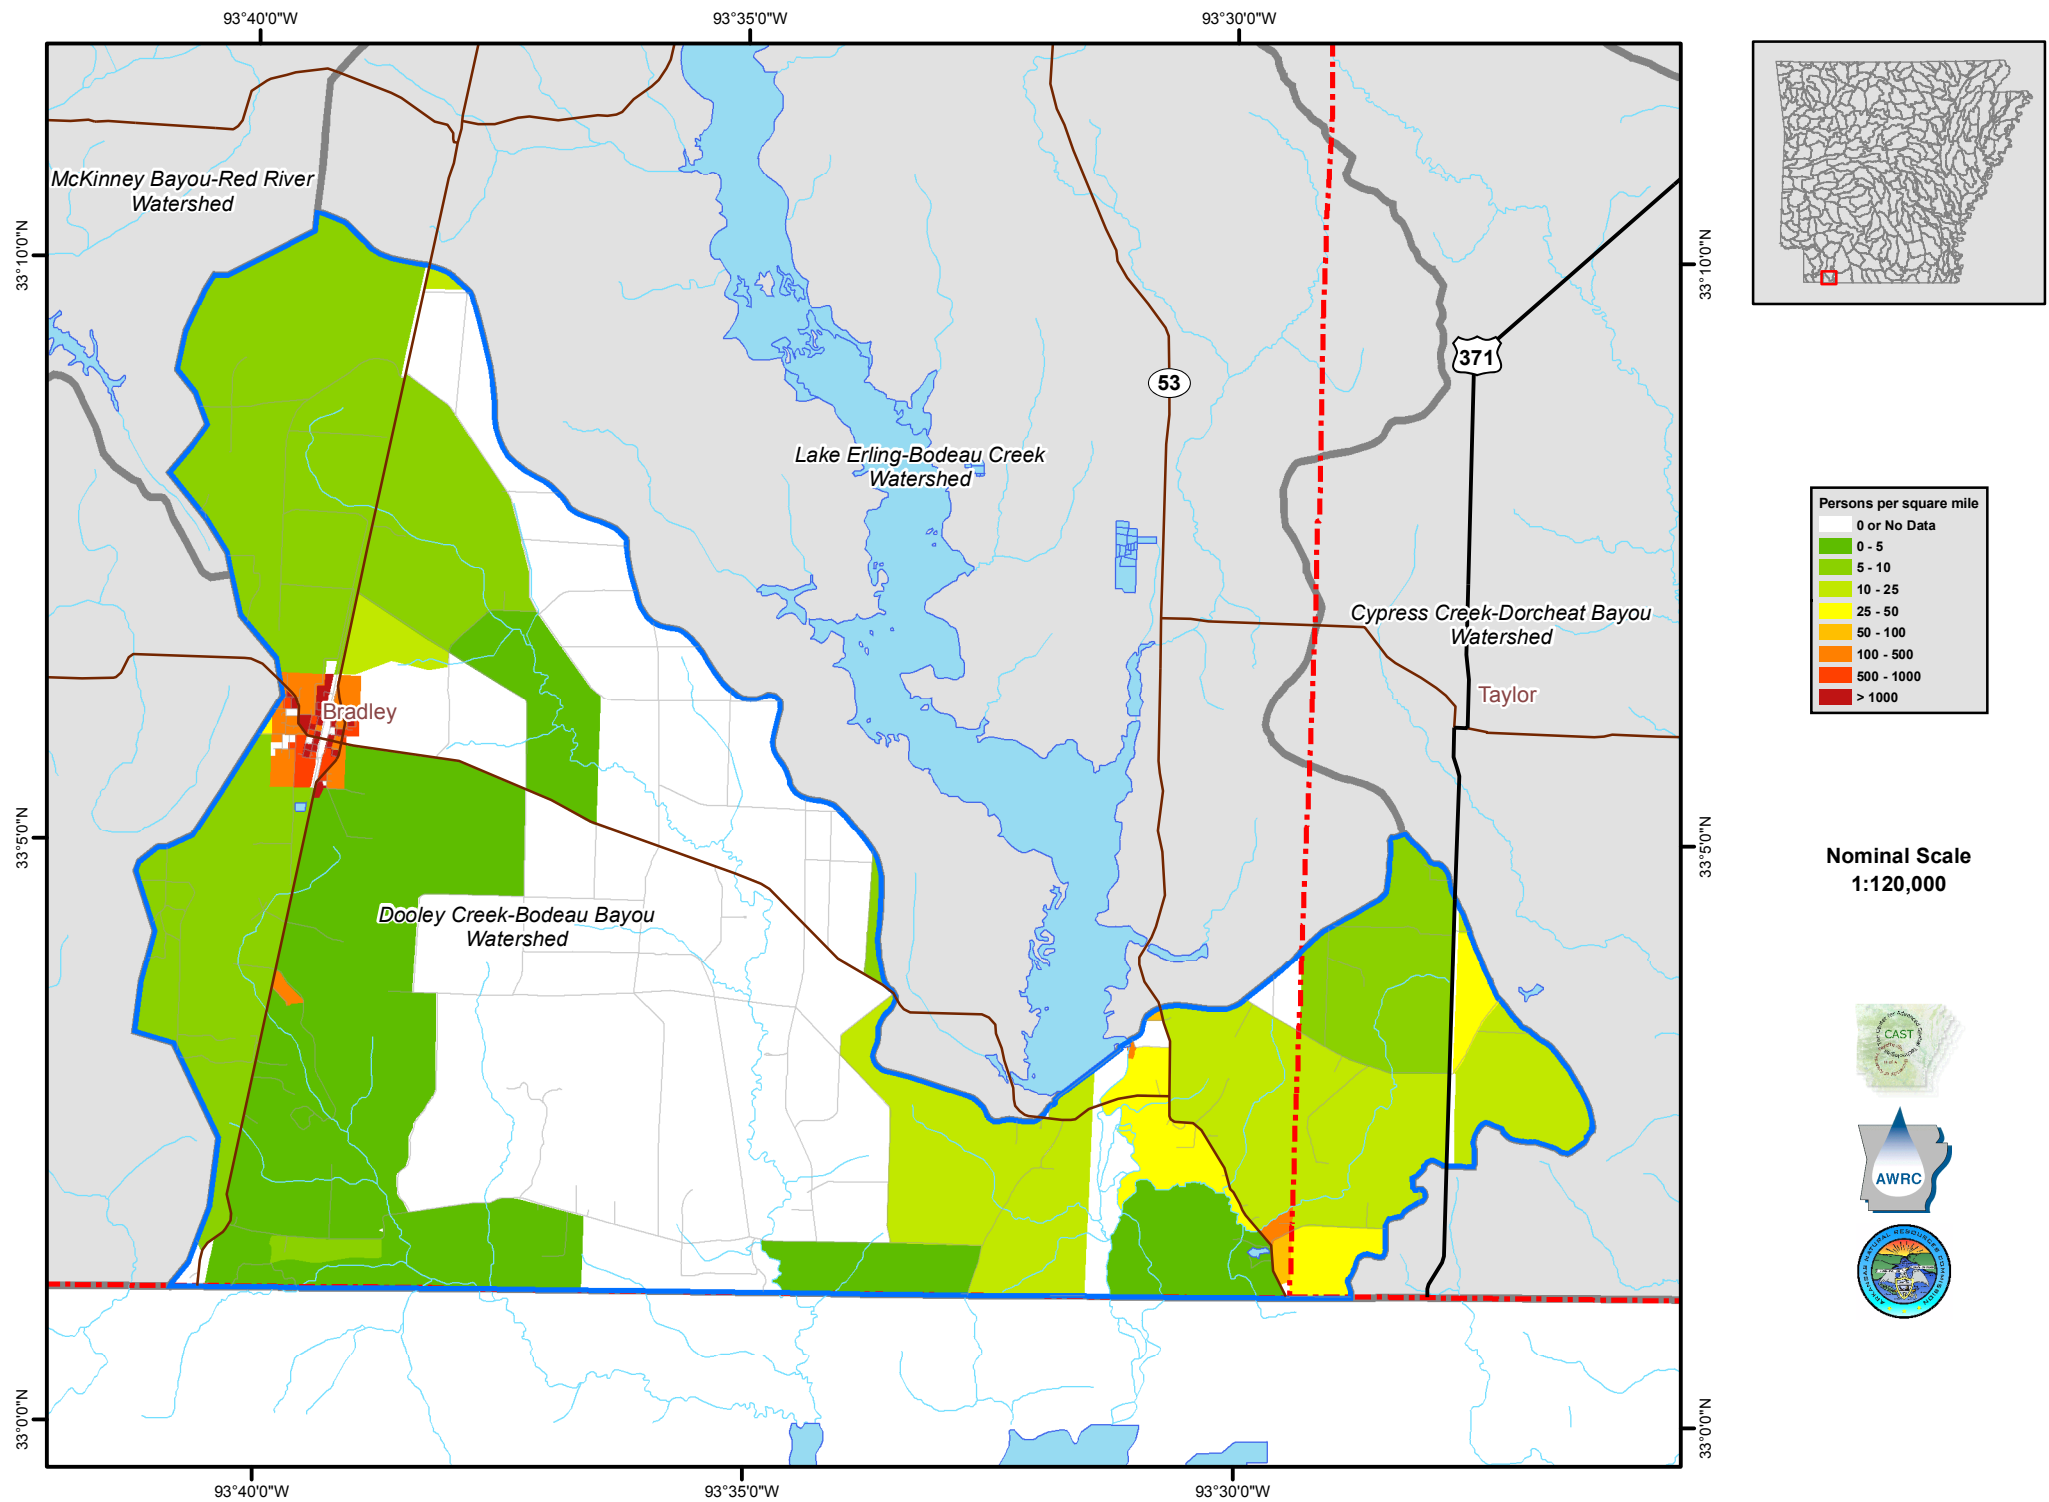 93°40'0"W
93°35'0"W
93°30'0"W
33°10'0"N
33°10'0"N
McKinney Bayou-Red River
Watershed
371
53
Lake Erling-Bodeau Creek
Watershed
Persons per square mile
0 or No Data
0 - 5
5 - 10
10 - 25
25 - 50
50 - 100
100 - 500
500 - 1000
> 1000
Cypress Creek-Dorcheat Bayou
Watershed
Taylor
Bradley
33°5'0"N
33°5'0"N
Nominal Scale
1:120,000
Dooley Creek-Bodeau Bayou
Watershed
CAST
AWRC
ARKANSAS NATURAL RESOURCES COMMISSION
33°0'0"N
33°0'0"N
93°40'0"W
93°35'0"W
93°30'0"W